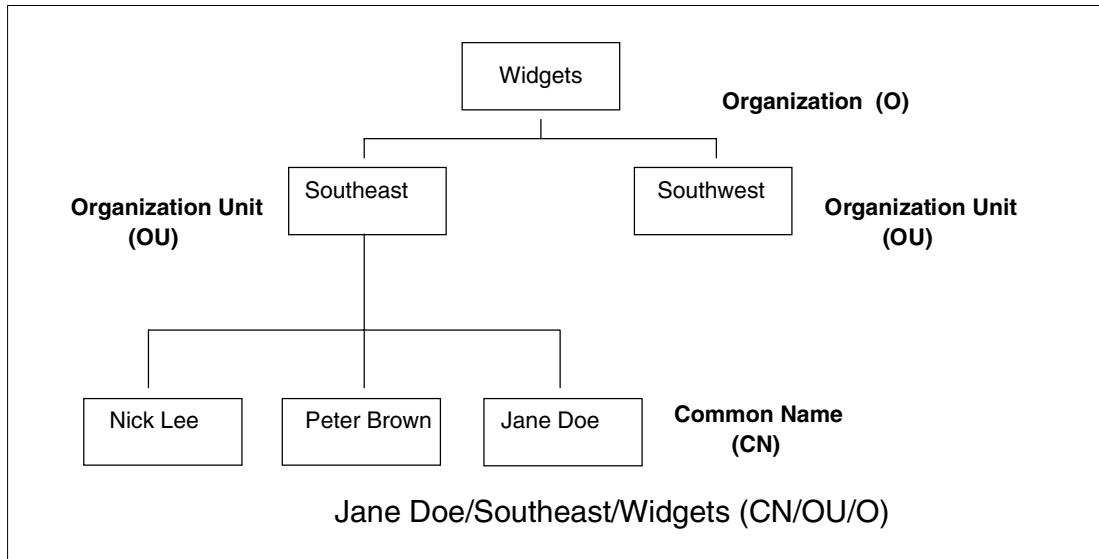 Widgets
Organization (O)
Southeast
Southwest
Organization Unit
(OU)
Organization Unit
(OU)
Nick Lee
Peter Brown
Jane Doe
Common Name
(CN)
Jane Doe/Southeast/Widgets (CN/OU/O)